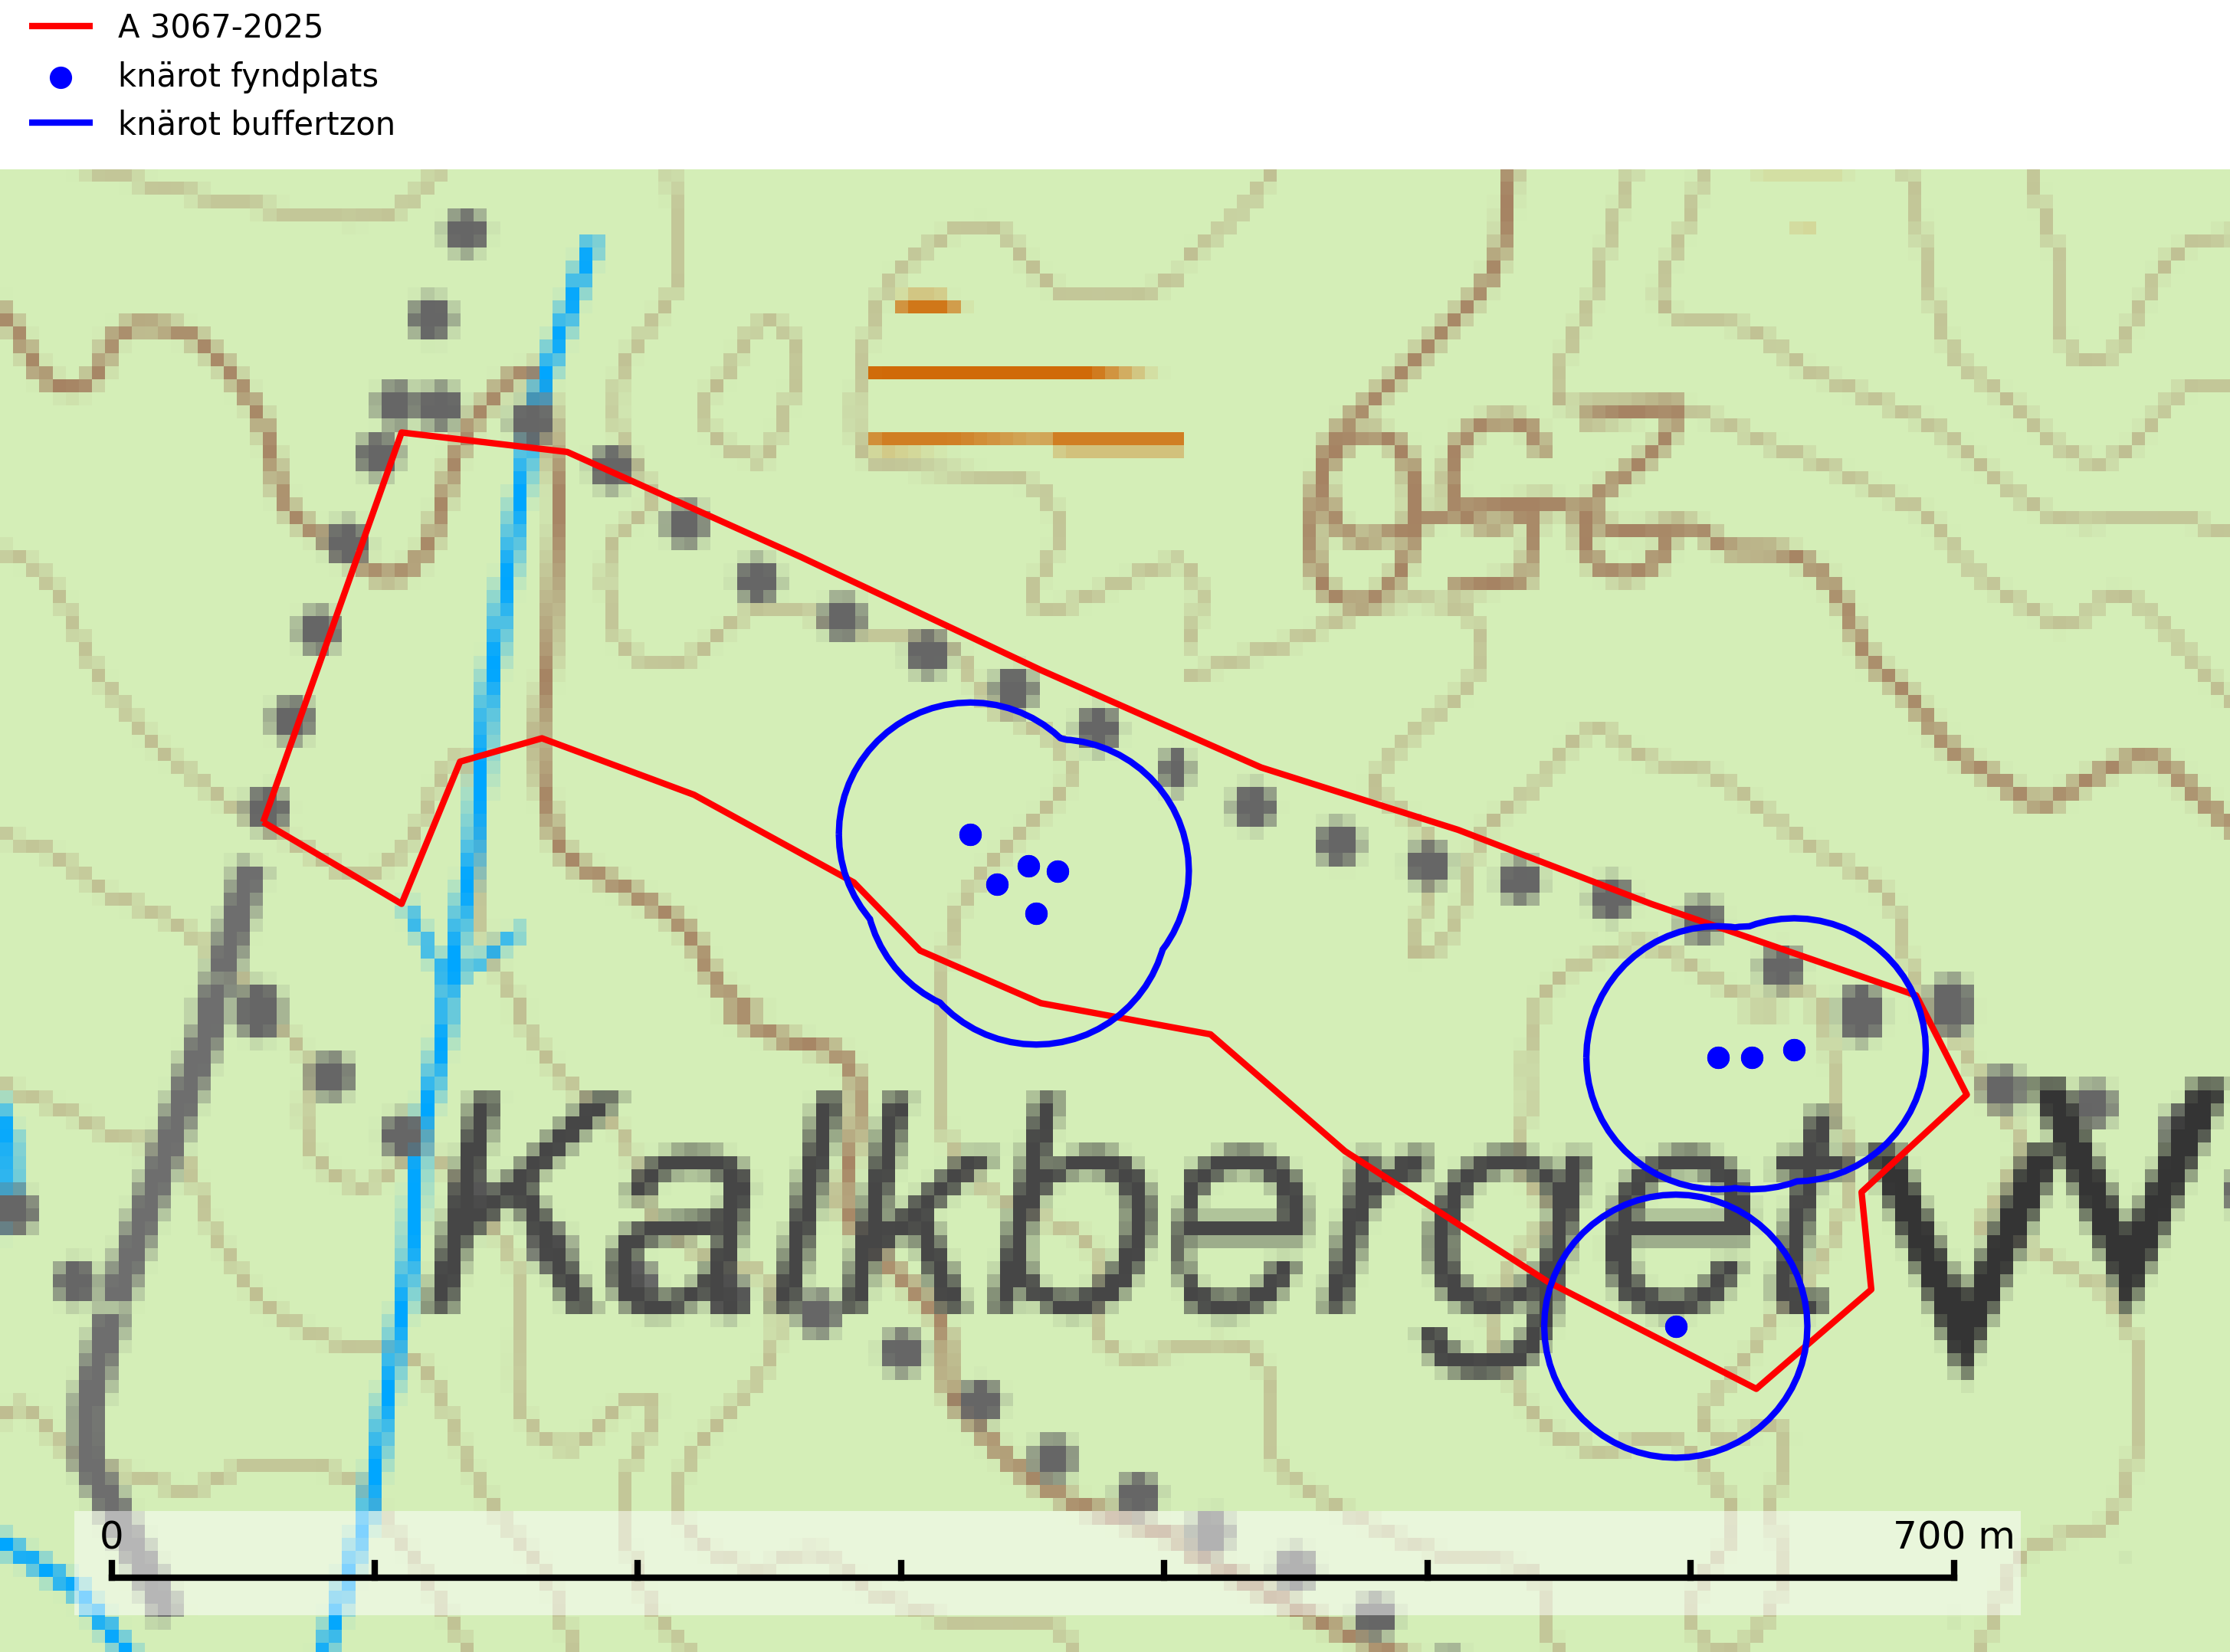 A 3067-2025
knärot fyndplats
knärot buffertzon
250
Kalkberget W
0
700 m